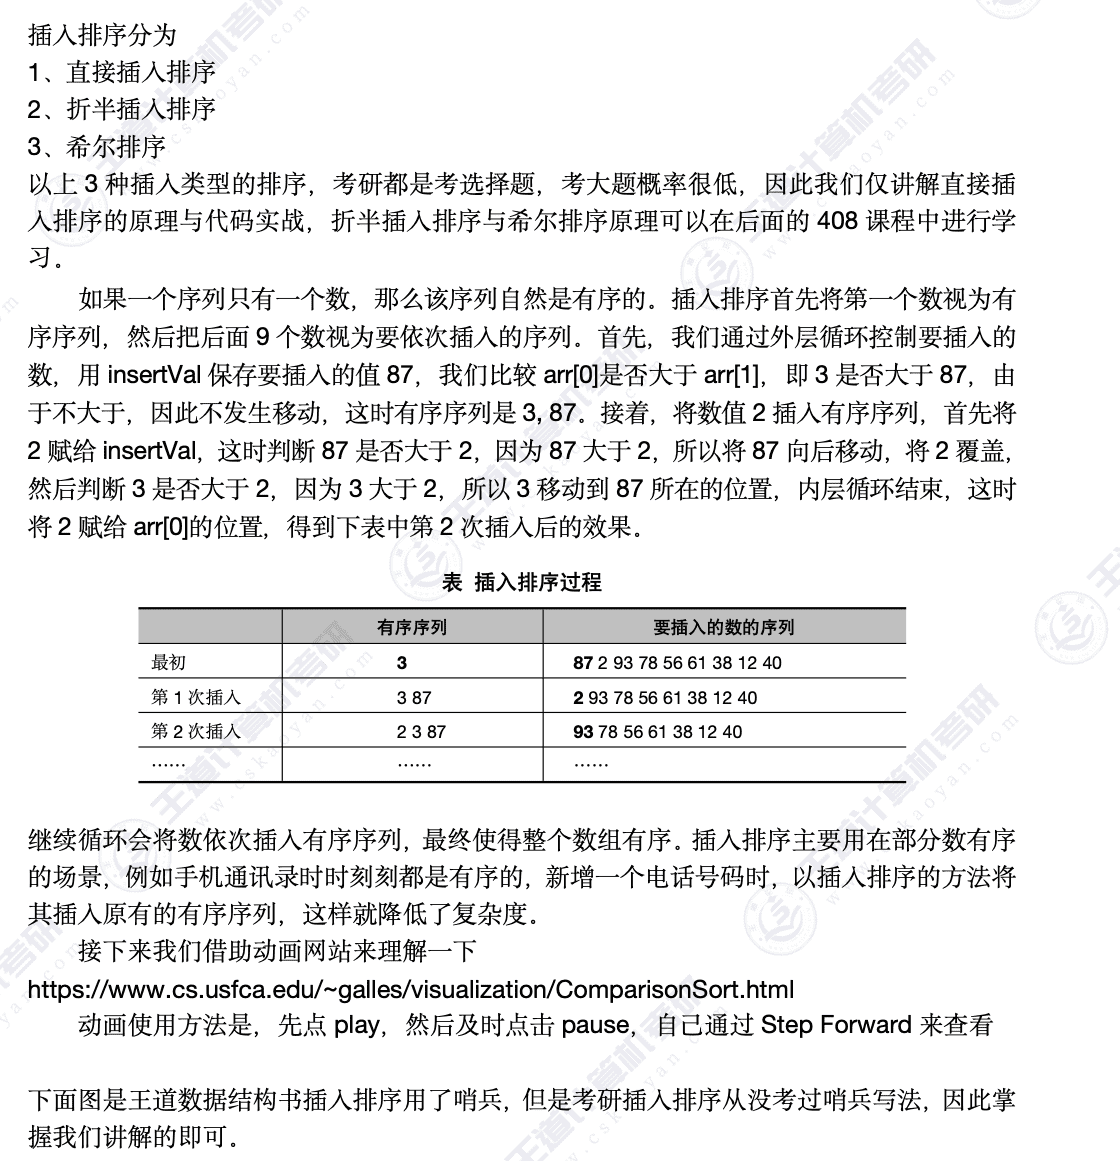 插入排序分为
1、直接插入排序
2、折半插入排序
3、希尔排序
以上 3 种插入类型的排序，考研都是考选择题，考大题概率很低，因此我们仅讲解直接插
入排序的原理与代码实战，折半插入排序与希尔排序原理可以在后面的 408 课程中进行学
习。
如果一个序列只有一个数，那么该序列自然是有序的。插入排序首先将第一个数视为有
序序列，然后把后面 9 个数视为要依次插入的序列。首先，我们通过外层循环控制要插入的
数，用 insertVal 保存要插入的值 87，我们比较 arr[0]是否大于 arr[1]，即 3 是否大于 87，由
于不大于，因此不发生移动，这时有序序列是 3, 87。接着，将数值 2 插入有序序列，首先将
2 赋给 insertVal，这时判断 87 是否大于 2，因为 87 大于 2，所以将 87 向后移动，将 2 覆盖，
然后判断 3 是否大于 2，因为 3 大于 2，所以 3 移动到 87 所在的位置，内层循环结束，这时
将 2 赋给 arr[0]的位置，得到下表中第 2 次插入后的效果。
表 插入排序过程
有序序列 要插入的数的序列
最初 3 87 2 93 78 56 61 38 12 40
第 1 次插入 3 87 2 93 78 56 61 38 12 40
第 2 次插入 2 3 87 93 78 56 61 38 12 40
…… …… ……
继续循环会将数依次插入有序序列，最终使得整个数组有序。插入排序主要用在部分数有序
的场景，例如手机通讯录时时刻刻都是有序的，新增一个电话号码时，以插入排序的方法将
其插入原有的有序序列，这样就降低了复杂度。
接下来我们借助动画网站来理解一下
https://www.cs.usfca.edu/~galles/visualization/ComparisonSort.html
动画使用方法是，先点 play，然后及时点击 pause，自己通过 Step Forward 来查看
下面图是王道数据结构书插入排序用了哨兵，但是考研插入排序从没考过哨兵写法，因此掌
握我们讲解的即可。
王道计算机考研
www.cskaoyan.com